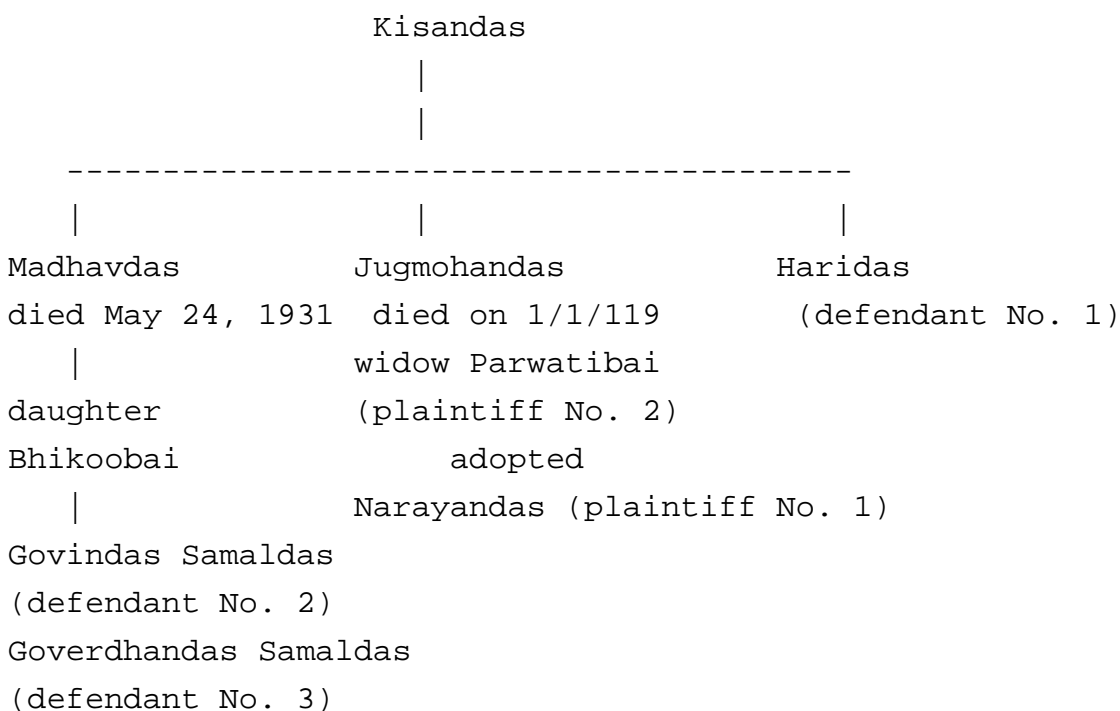 Kisandas
|
|
-----------------------------------------
| | |
Madhavdas Jugmohandas Haridas
died May 24, 1931 died on 1/1/119 (defendant No. 1)
| widow Parwatibai
daughter (plaintiff No. 2)
Bhikoobai adopted
| Narayandas (plaintiff No. 1)
Govindas Samaldas
(defendant No. 2)
Goverdhandas Samaldas
(defendant No. 3)